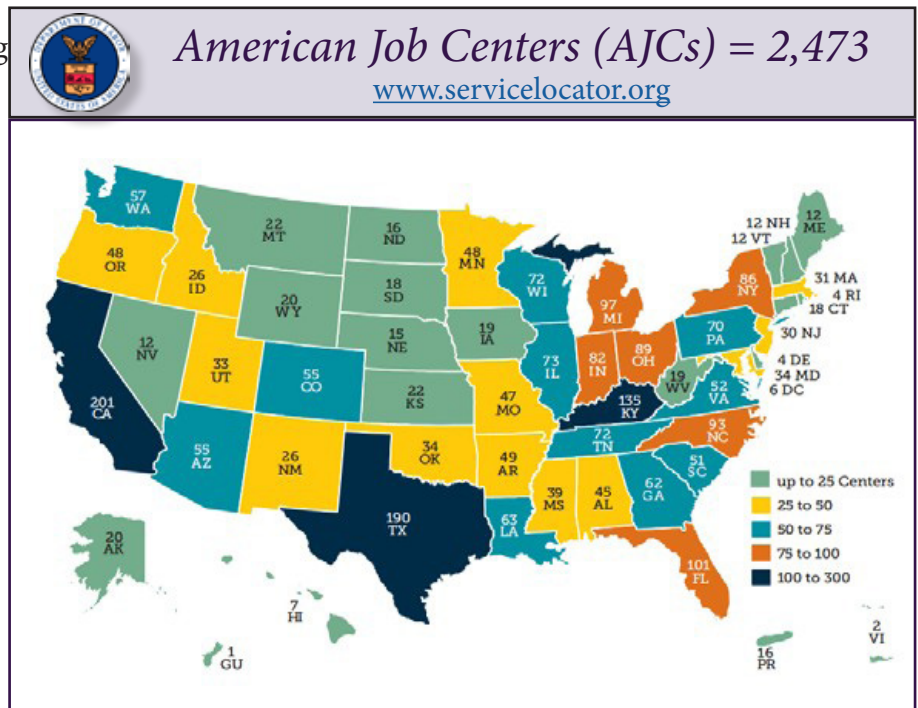 g
American Job Centers (AJCs) = 2,473
www.servicelocator.org
DEPARTMENT OF LABOR
UNITED STATES OF AMERICA
57
WA
48
OR
26
ID
22
MT
16
ND
48
MN
18
SD
20
WY
15
NE
19
IA
72
WI
97
MI
86
NY
12 NH
12 VT
12
ME
31 MA
4 RI
18 CT
30 NJ
4 DE
34 MD
6 DC
70
PA
12
NV
33
UT
55
CO
22
KS
47
MO
73
IL
82
IN
89
OH
19
WV
52
VA
201
CA
55
AZ
26
NM
34
OK
49
AR
135
KY
72
TN
93
NC
51
SC
62
GA
45
AL
39
MS
63
LA
190
TX
101
FL
20
AK
7
HI
1
GU
16
PR
2
VI
up to 25 Centers
25 to 50
50 to 75
75 to 100
100 to 300